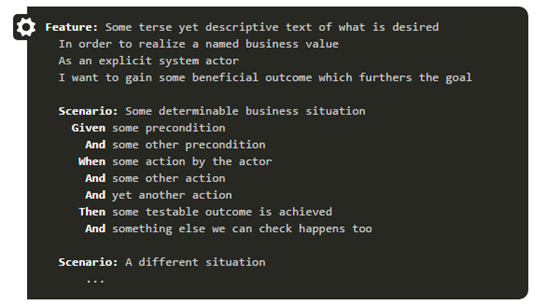 Feature: Some terse yet descriptive text of what is desired
In order to realize a named business value
As an explicit system actor
I want to gain some beneficial outcome which furthers the goal
Scenario: Some determinable business situation
Given some precondition
And some other precondition
When some action by the actor
And some other action
And yet another action
Then some testable outcome is achieved
And something else we can check happens too
Scenario: A different situation
...